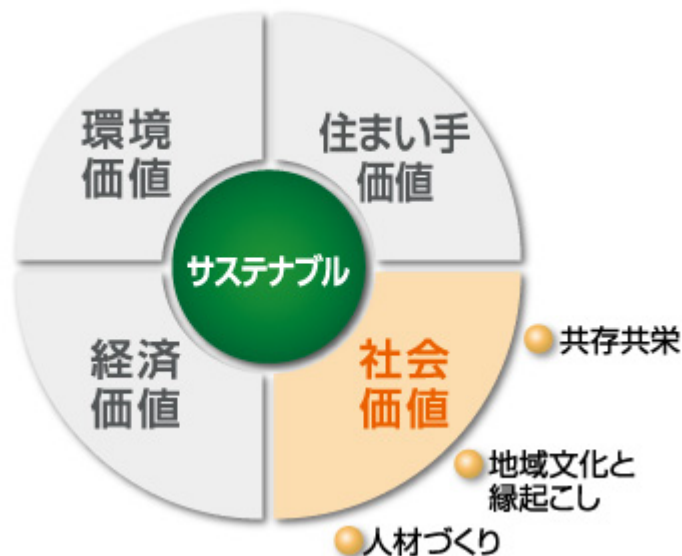 環境
価値
住まい手
価値
サステナブル
経済
価値
社会
価値
共存共栄
地域文化と
縁起こし
人材づくり